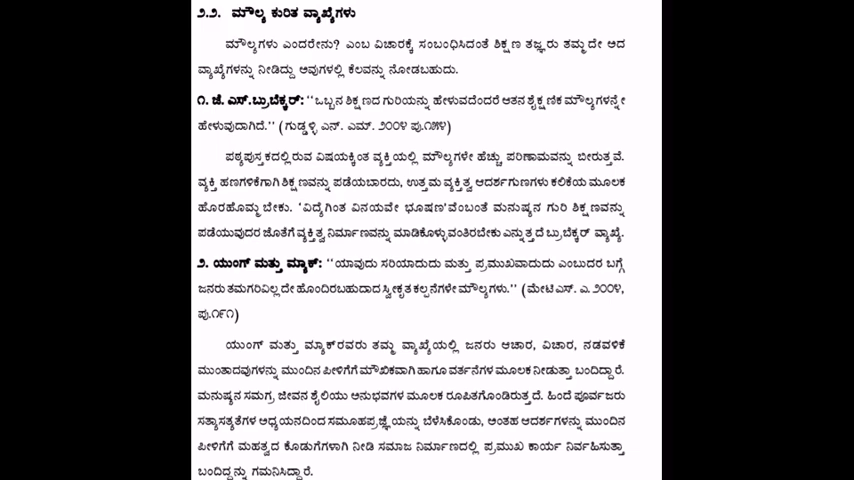 ೨.೨. ಮೌಲ್ಯ ಕುರಿತ ವ್ಯಾಖ್ಯೆಗಳು
ಮೌಲ್ಯಗಳು ಎಂದರೇನು? ಎಂಬ ವಿಚಾರಕ್ಕೆ ಸಂಬಂಧಿಸಿದಂತೆ ಶಿಕ್ಷಣ ತಜ್ಞರು ತಮ್ಮದೇ ಆದ
ವ್ಯಾಖ್ಯೆಗಳನ್ನು ನೀಡಿದ್ದು ಅವುಗಳಲ್ಲಿ ಕೆಲವನ್ನು ನೋಡಬಹುದು.
೧. ಜೆ. ಎಸ್.ಬ್ರುಬೆಕ್ಕರ್: ‘‘ಒಬ್ಬನ ಶಿಕ್ಷಣದ ಗುರಿಯನ್ನು ಹೇಳುವದೆಂದರೆ ಆತನ ಶೈಕ್ಷಣಿಕ ಮೌಲ್ಯಗಳನ್ನೇ
ಹೇಳುವುದಾಗಿದೆ.’’ (ಗುಡ್ಡಳ್ಳಿ ಎನ್. ಎಮ್. ೨೦೦೪ ಪು.೧೫೪)
ಪಠ್ಯಪುಸ್ತಕದಲ್ಲಿರುವ ವಿಷಯಕ್ಕಿಂತ ವ್ಯಕ್ತಿಯಲ್ಲಿ ಮೌಲ್ಯಗಳೇ ಹೆಚ್ಚು ಪರಿಣಾಮವನ್ನು ಬೀರುತ್ತವೆ.
ವ್ಯಕ್ತಿ ಹಣಗಳಿಕೆಗಾಗಿ ಶಿಕ್ಷಣವನ್ನು ಪಡೆಯಬಾರದು, ಉತ್ತಮ ವ್ಯಕ್ತಿತ್ವ ಆದರ್ಶಗುಣಗಳು ಕಲಿಕೆಯ ಮೂಲಕ
ಹೊರಹೊಮ್ಮಬೇಕು. ‘ವಿದ್ಯೆಗಿಂತ ವಿನಯವೇ ಭೂಷಣ’ವೆಂಬಂತೆ ಮನುಷ್ಯನ ಗುರಿ ಶಿಕ್ಷಣವನ್ನು
ಪಡೆಯುವುದರ ಜೊತೆಗೆ ವ್ಯಕ್ತಿತ್ವ ನಿರ್ಮಾಣವನ್ನು ಮಾಡಿಕೊಳ್ಳುವಂತಿರಬೇಕು ಎನ್ನುತ್ತದೆ ಬ್ರುಬೆಕ್ಕರ್ ವ್ಯಾಖ್ಯೆ.
೨. ಯುಂಗ್ ಮತ್ತು ಮ್ಯಾಕ್: ‘‘ಯಾವುದು ಸರಿಯಾದುದು ಮತ್ತು ಪ್ರಮುಖವಾದುದು ಎಂಬುದರ ಬಗ್ಗೆ
ಜನರು ತಮಗರಿವಿಲ್ಲದೇ ಹೊಂದಿರಬಹುದಾದ ಸ್ವೀಕೃತ ಕಲ್ಪನೆಗಳೇ ಮೌಲ್ಯಗಳು.’’ (ಮೇಟಿ ಎಸ್. ಎ. ೨೦೦೪,
ಪು.೧೯೧)
ಯುಂಗ್ ಮತ್ತು ಮ್ಯಾಕ್‌ರವರು ತಮ್ಮ ವ್ಯಾಖ್ಯೆಯಲ್ಲಿ ಜನರು ಆಚಾರ, ವಿಚಾರ, ನಡವಳಿಕೆ
ಮುಂತಾದವುಗಳನ್ನು ಮುಂದಿನ ಪೀಳಿಗೆಗೆ ಮೌಖಿಕವಾಗಿ ಹಾಗೂ ವರ್ತನೆಗಳ ಮೂಲಕ ನೀಡುತ್ತಾ ಬಂದಿದ್ದಾರೆ.
ಮನುಷ್ಯನ ಸಮಗ್ರ ಜೀವನ ಶೈಲಿಯು ಅನುಭವಗಳ ಮೂಲಕ ರೂಪಿತಗೊಂಡಿರುತ್ತದೆ. ಹಿಂದೆ ಪೂರ್ವಜರು
ಸತ್ಯಾಸತ್ಯತೆಗಳ ಅಧ್ಯಯನದಿಂದ ಸಮೂಹಪ್ರಜ್ಞೆಯನ್ನು ಬೆಳೆಸಿಕೊಂಡು, ಅಂತಹ ಆದರ್ಶಗಳನ್ನು ಮುಂದಿನ
ಪೀಳಿಗೆಗೆ ಮಹತ್ವದ ಕೊಡುಗೆಗಳಾಗಿ ನೀಡಿ ಸಮಾಜ ನಿರ್ಮಾಣದಲ್ಲಿ ಪ್ರಮುಖ ಕಾರ್ಯ ನಿರ್ವಹಿಸುತ್ತಾ
ಬಂದಿದ್ದನ್ನು ಗಮನಿಸಿದ್ದಾರೆ.